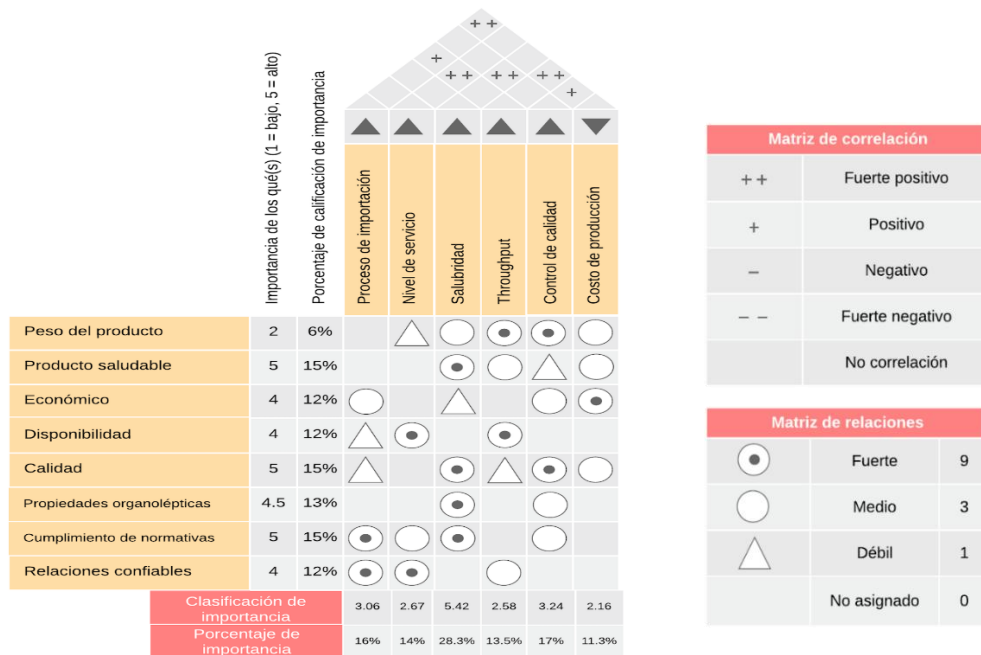 Importancia de los qué(s) (1 = bajo, 5 = alto)
Porcentaje de calificación de importancia
Proceso de importación
Nivel de servicio
Salubridad
Throughput
Control de calidad
Costo de producción
++
+
++ ++ ++
+
Peso del producto 2 6%
Producto saludable 5 15%
Económico 4 12%
Disponibilidad 4 12%
Calidad 5 15%
Propiedades organolépticas 4.5 13%
Cumplimiento de normativas 5 15%
Relaciones confiables 4 12%
Clasificación de
importancia
3.06 2.67 5.42 2.58 3.24 2.16
Porcentaje de
importancia
16% 14% 28.3% 13.5% 17% 11.3%
Matriz de correlación
++ Fuerte positivo
+ Positivo
− Negativo
− − Fuerte negativo
No correlación
Matriz de relaciones
Fuerte 9
Medio 3
Débil 1
No asignado 0